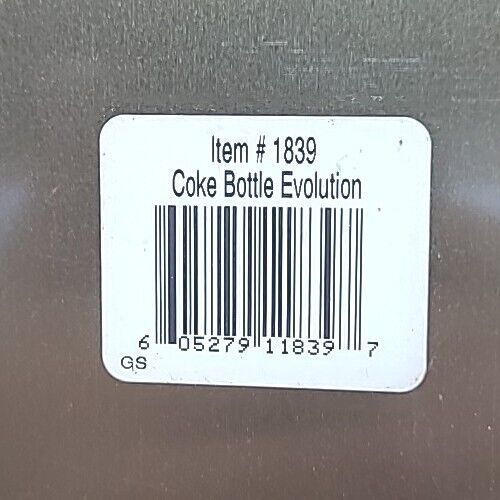 Item # 1839
Coke Bottle Evolution
6 05279 11839 7
GS